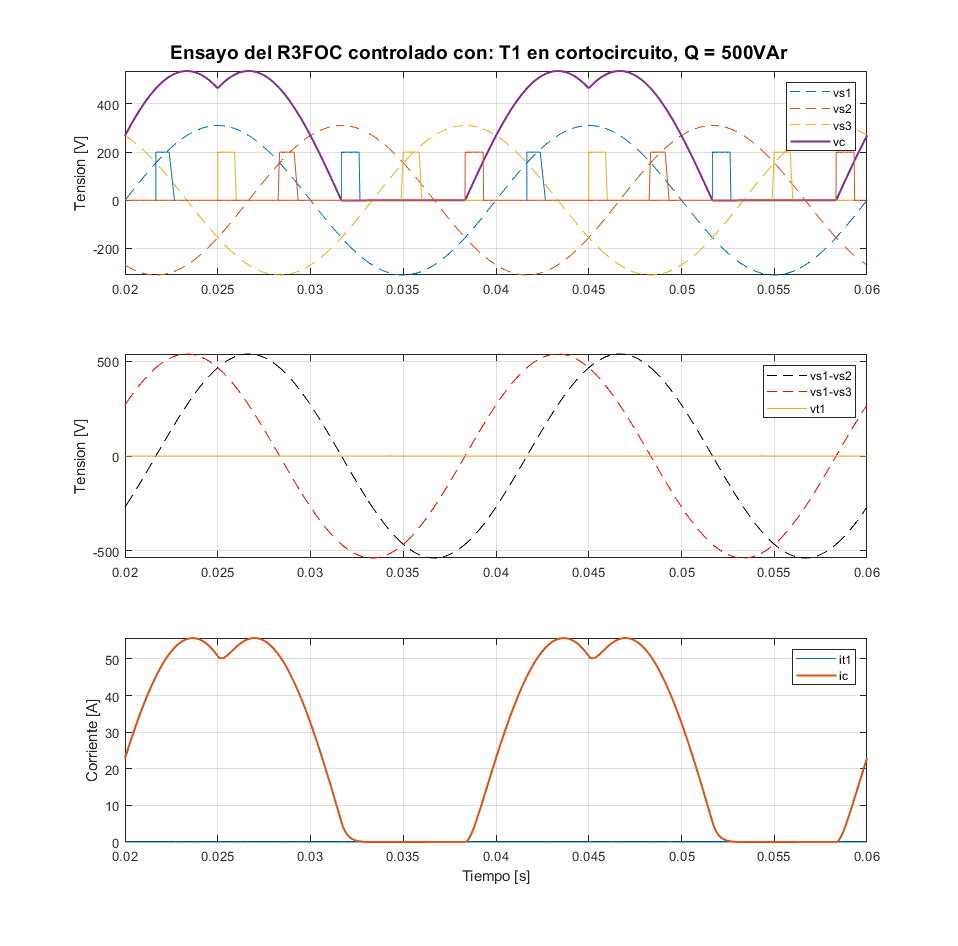 Ensayo del R3FOC controlado con: T1 en cortocircuito, Q = 500VAr
Tension [V]
400
200
0
-200
vs1
vs2
vs3
vc
0.02 0.025 0.03 0.035 0.04 0.045 0.05 0.055 0.06
Tension [V]
500
0
-500
vs1-vs2
vs1-vs3
vt1
0.02 0.025 0.03 0.035 0.04 0.045 0.05 0.055 0.06
Corriente [A]
50
40
30
20
10
0
it1
ic
0.02 0.025 0.03 0.035 0.04 0.045 0.05 0.055 0.06
Tiempo [s]